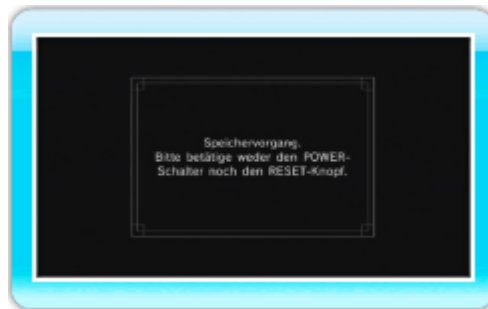 Speichervorgang.
Bitte betätige weder den POWER-
Schalter noch den RESET-Knopf.